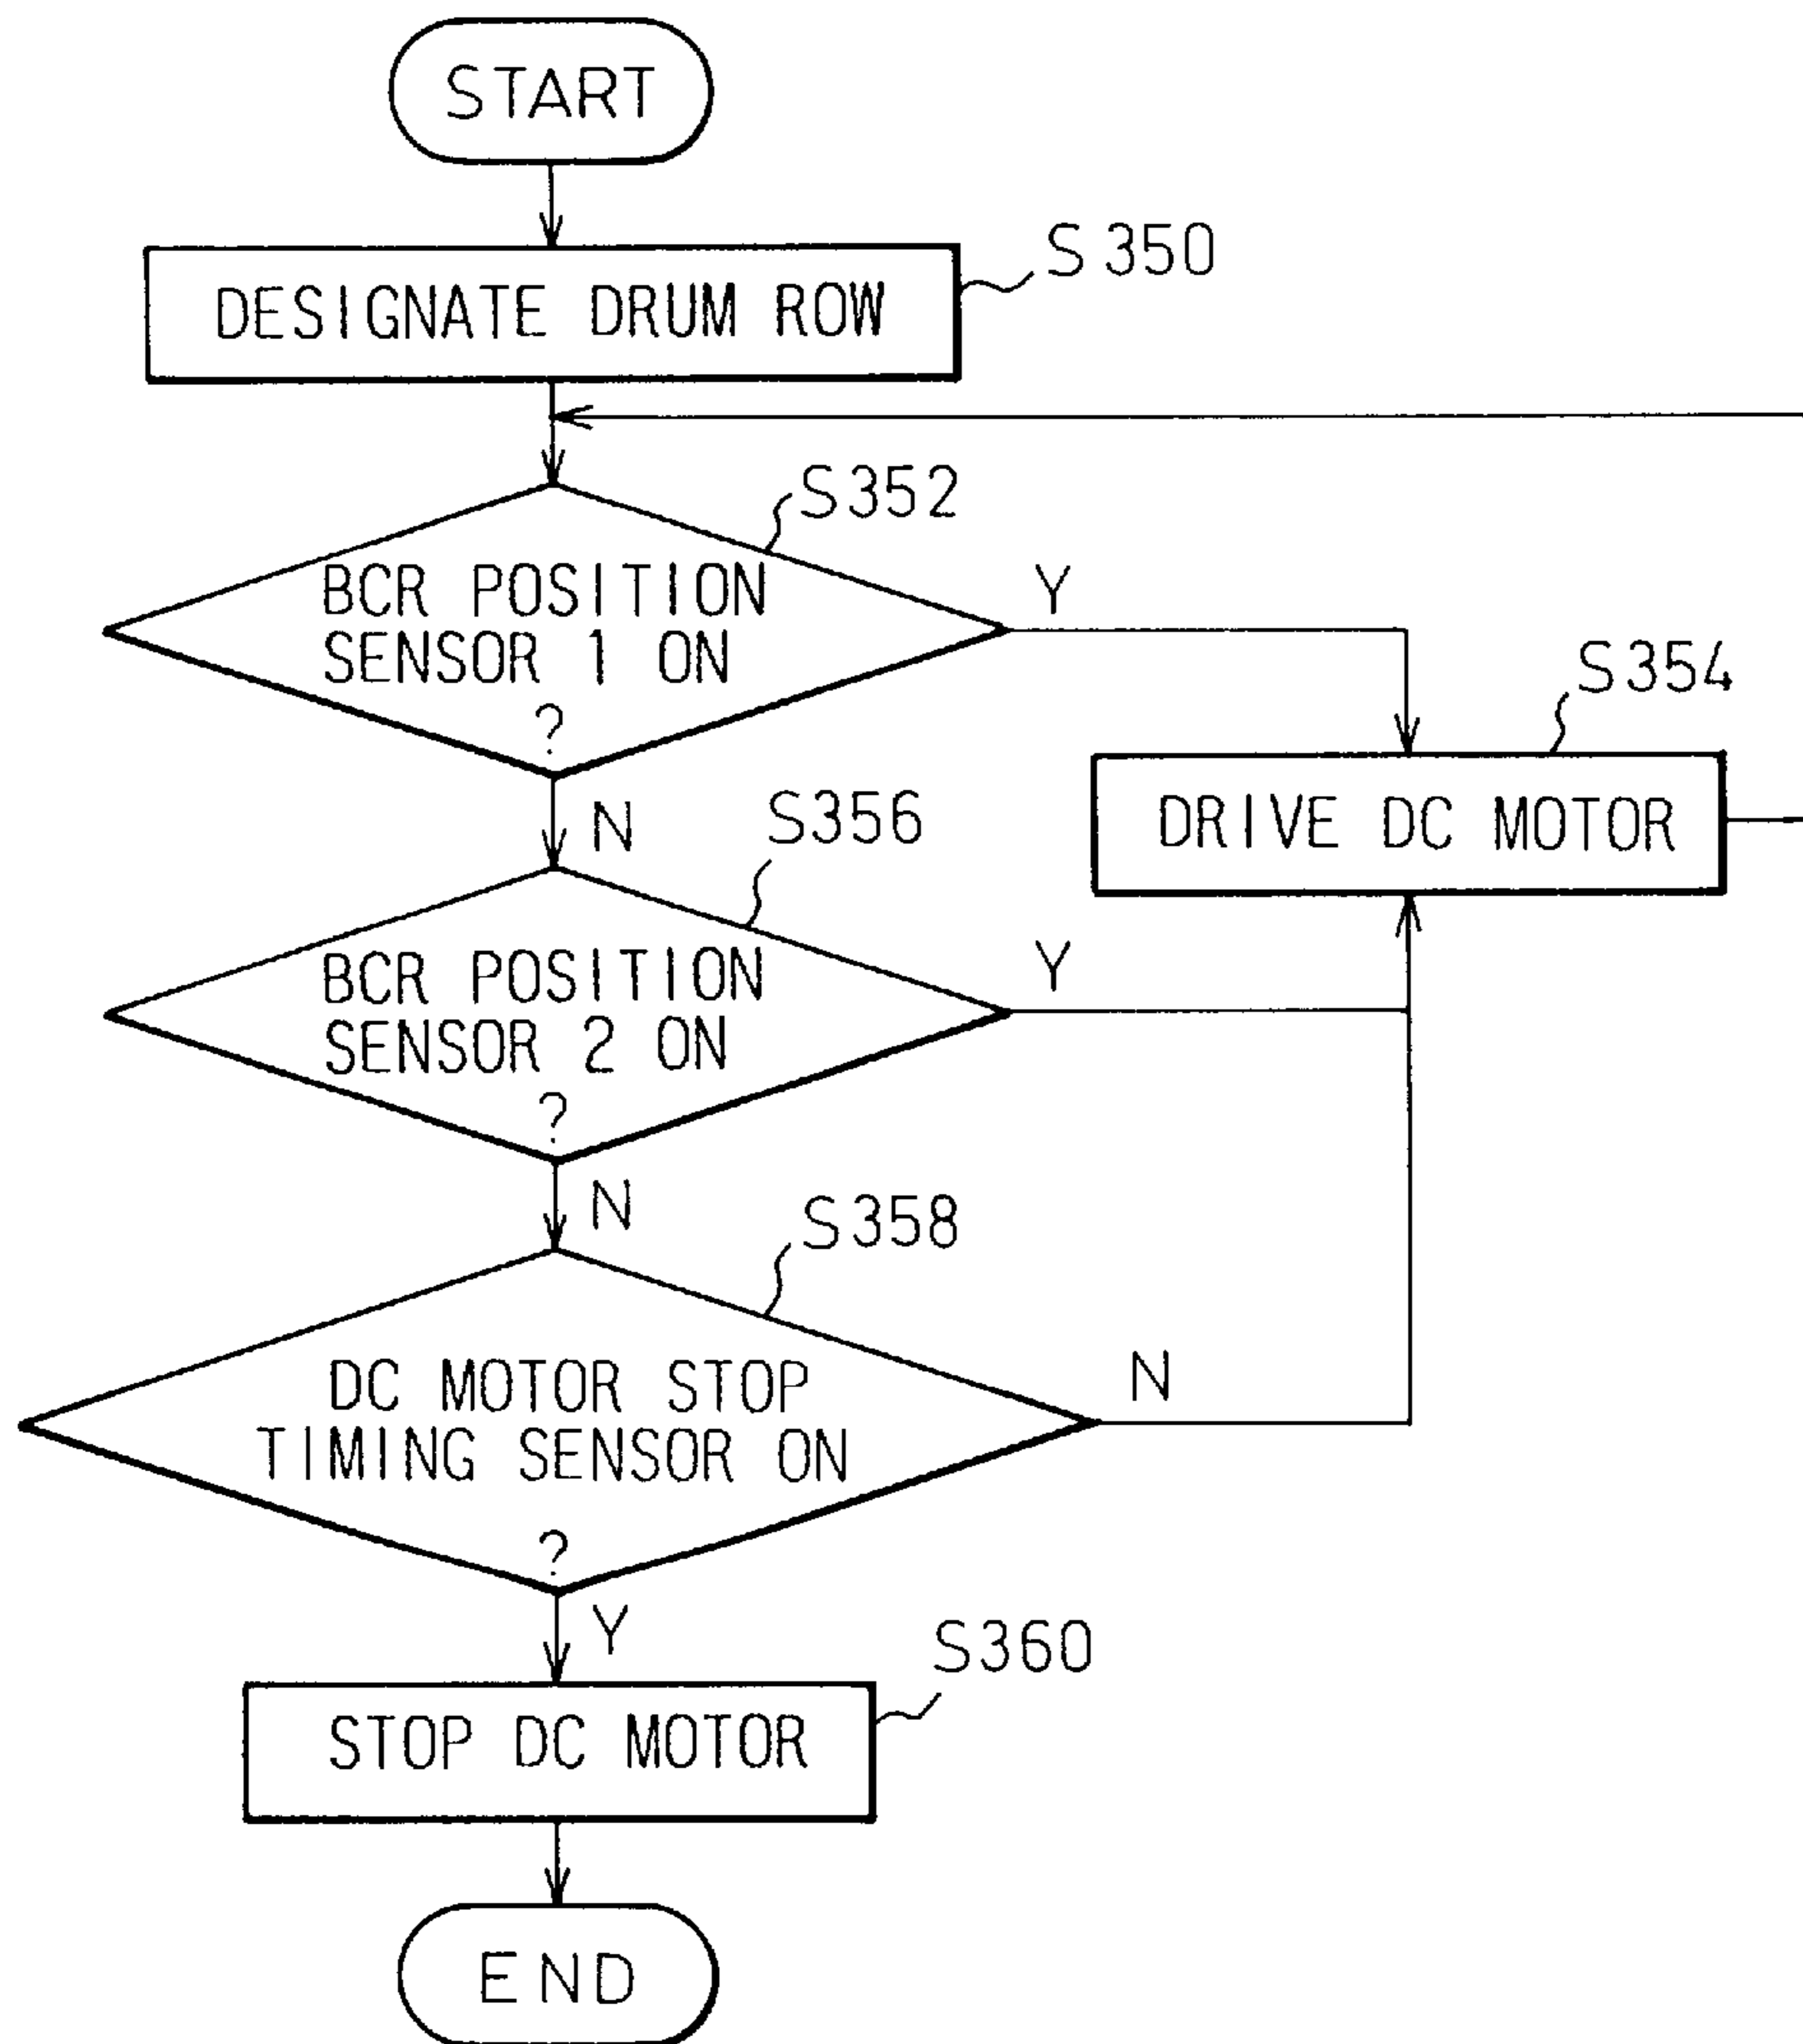 START
S350
DESIGNATE DRUM ROW
S352
BCR POSITION
SENSOR 1 ON
?
Y
S354
DRIVE DC MOTOR
N
S356
BCR POSITION
SENSOR 2 ON
?
Y
N
S358
DC MOTOR STOP
TIMING SENSOR ON
?
N
Y
S360
STOP DC MOTOR
END